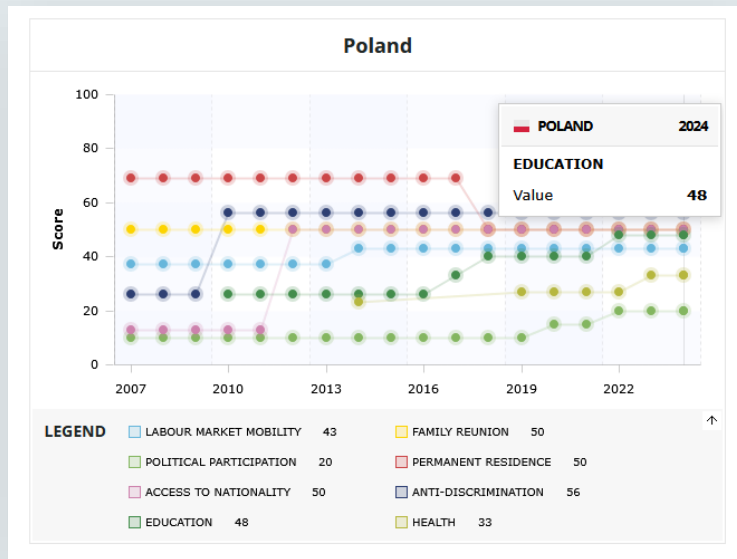 Poland
100
80
60
40
20
0
Score
2007
2010
2013
2016
2019
2022
POLAND 2024
EDUCATION
Value 48
LEGEND
LABOUR MARKET MOBILITY 43
FAMILY REUNION 50
POLITICAL PARTICIPATION 20
PERMANENT RESIDENCE 50
ACCESS TO NATIONALITY 50
ANTI-DISCRIMINATION 56
EDUCATION 48
HEALTH 33